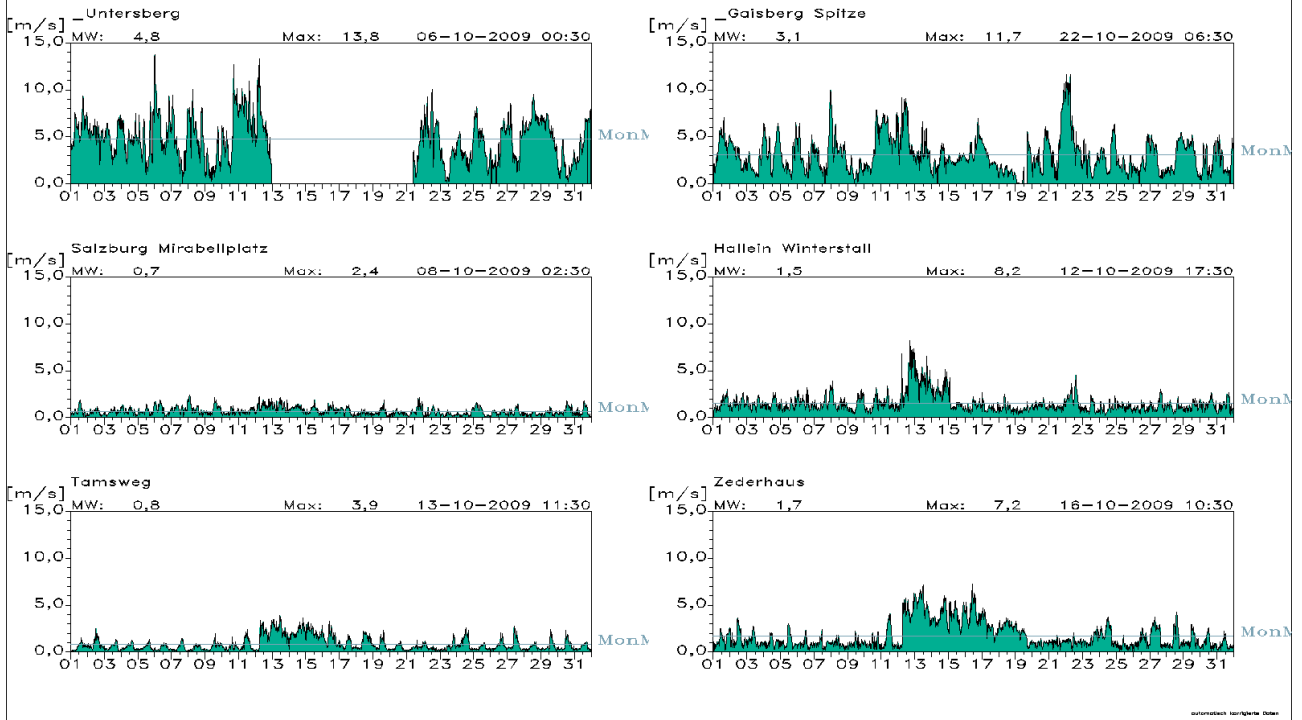 _Untersberg
[m/s] MW: 4,8 Max: 13,8 06-10-2009 00:30
15,0
10,0
5,0
0,0
MonM
01 03 05 07 09 11 13 15 17 19 21 23 25 27 29 31
_Gaisberg Spitze
[m/s] MW: 3,1 Max: 11,7 22-10-2009 06:30
15,0
10,0
5,0
0,0
MonM
01 03 05 07 09 11 13 15 17 19 21 23 25 27 29 31
Salzburg Mirabellplatz
[m/s] MW: 0,7 Max: 2,4 08-10-2009 02:30
15,0
10,0
5,0
0,0
MonM
01 03 05 07 09 11 13 15 17 19 21 23 25 27 29 31
Hallein Winterstall
[m/s] MW: 1,5 Max: 8,2 12-10-2009 17:30
15,0
10,0
5,0
0,0
MonM
01 03 05 07 09 11 13 15 17 19 21 23 25 27 29 31
Tamsweg
[m/s] MW: 0,8 Max: 3,9 13-10-2009 11:30
15,0
10,0
5,0
0,0
MonM
01 03 05 07 09 11 13 15 17 19 21 23 25 27 29 31
Zederhaus
[m/s] MW: 1,7 Max: 7,2 16-10-2009 10:30
15,0
10,0
5,0
0,0
MonM
01 03 05 07 09 11 13 15 17 19 21 23 25 27 29 31
automatisch korrigierte Daten